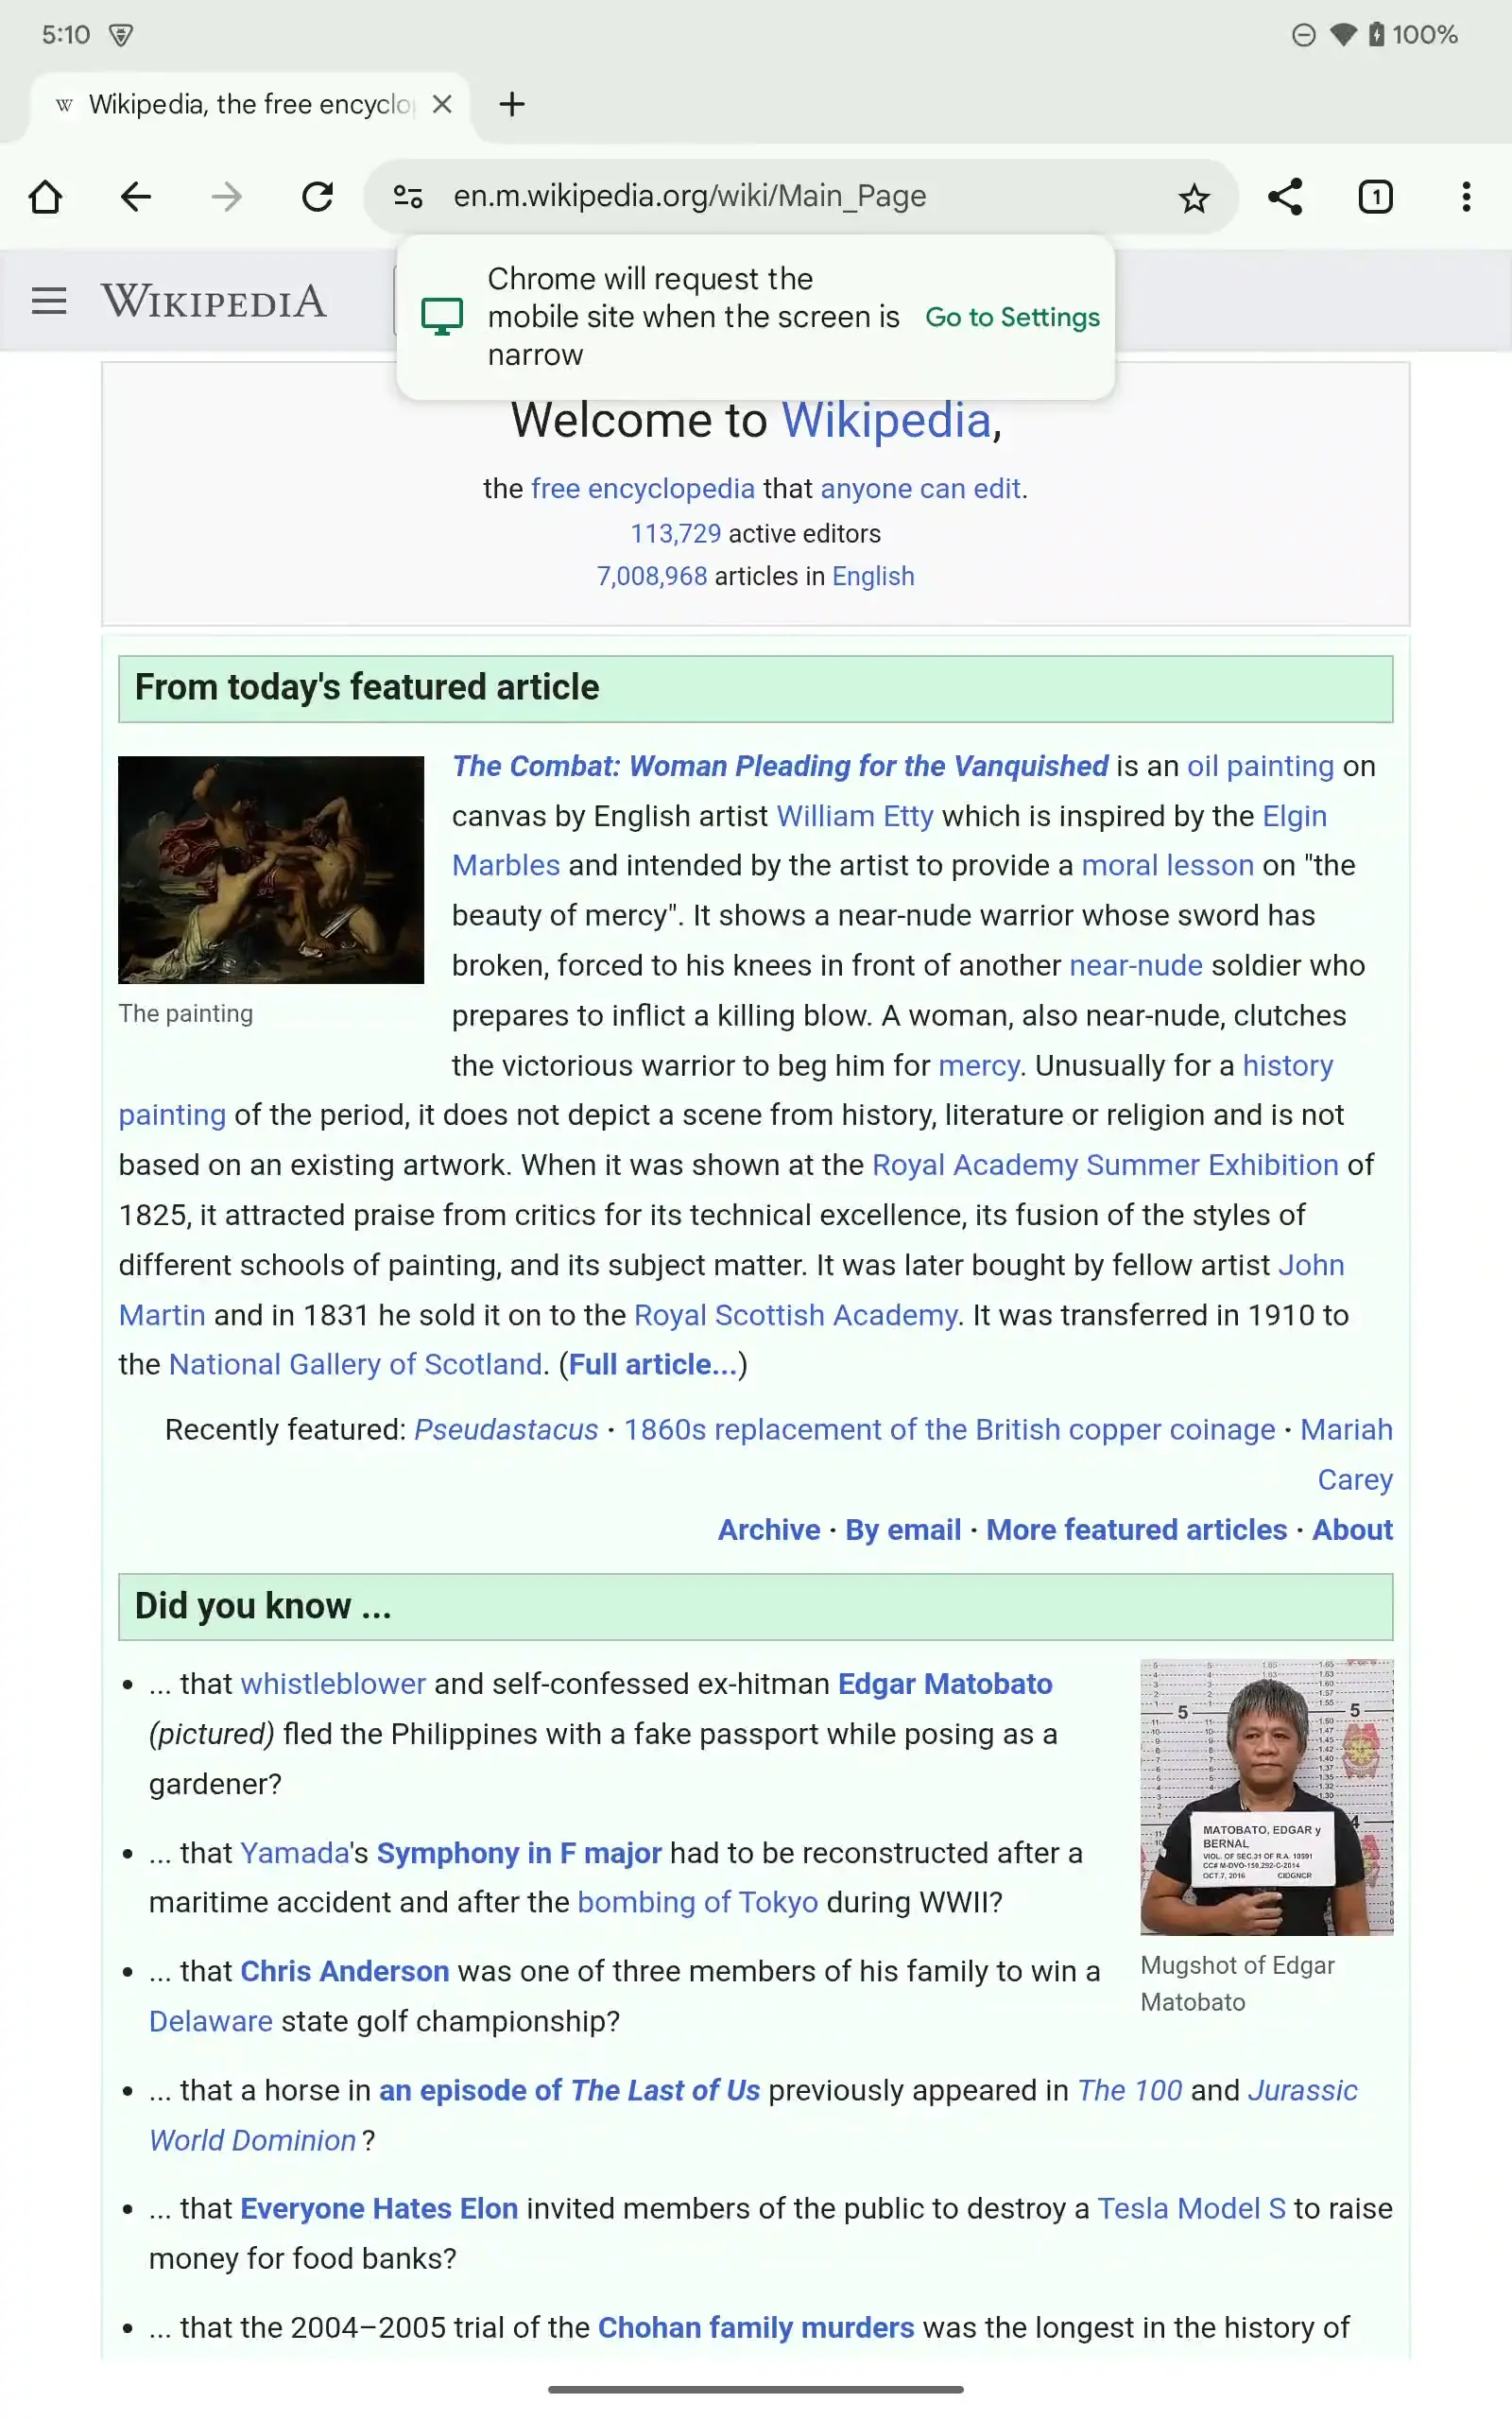 5:10
100%
Wikipedia, the free encyclo
en.m.wikipedia.org/wiki/Main_Page
1
WIKIPEDIA
Chrome will request the
mobile site when the screen is
narrow
Go to Settings
Welcome to Wikipedia,
the free encyclopedia that anyone can edit.
113,729 active editors
7,008,968 articles in English
From today's featured article
The Combat: Woman Pleading for the Vanquished is an oil painting on
canvas by English artist William Etty which is inspired by the Elgin
Marbles and intended by the artist to provide a moral lesson on "the
beauty of mercy". It shows a near-nude warrior whose sword has
broken, forced to his knees in front of another near-nude soldier who
prepares to inflict a killing blow. A woman, also near-nude, clutches
the victorious warrior to beg him for mercy. Unusually for a history
The painting
painting of the period, it does not depict a scene from history, literature or religion and is not
based on an existing artwork. When it was shown at the Royal Academy Summer Exhibition of
1825, it attracted praise from critics for its technical excellence, its fusion of the styles of
different schools of painting, and its subject matter. It was later bought by fellow artist John
Martin and in 1831 he sold it on to the Royal Scottish Academy. It was transferred in 1910 to
the National Gallery of Scotland. (Full article...)
Recently featured: Pseudastacus · 1860s replacement of the British copper coinage · Mariah
Carey
Archive · By email · More featured articles · About
Did you know ...
• ... that whistleblower and self-confessed ex-hitman Edgar Matobato
(pictured) fled the Philippines with a fake passport while posing as a
gardener?
• ... that Yamada's Symphony in F major had to be reconstructed after a
maritime accident and after the bombing of Tokyo during WWII?
• ... that Chris Anderson was one of three members of his family to win a
Delaware state golf championship?
MATOBATO, EDGAR y
BERNAL
VIOL. OF SEC.31 OF R.A. 10591
OCT.7, 2016 CIDGNCR
Mugshot of Edgar
Matobato
• ... that a horse in an episode of The Last of Us previously appeared in The 100 and Jurassic
World Dominion?
• ... that Everyone Hates Elon invited members of the public to destroy a Tesla Model S to raise
money for food banks?
• ... that the 2004–2005 trial of the Chohan family murders was the longest in the history of